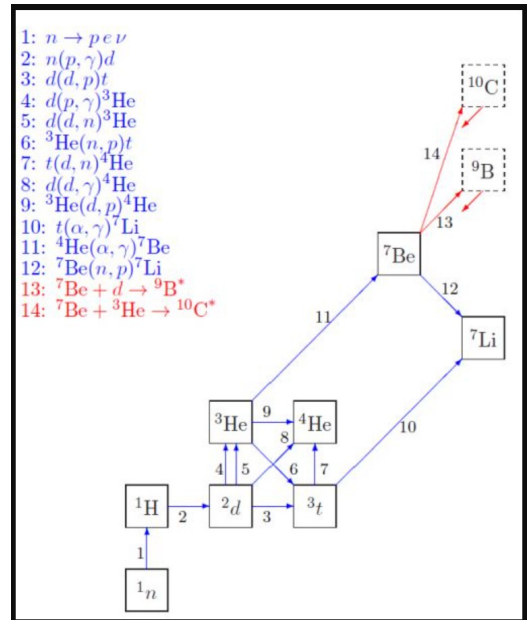 1: n → p e ν
2: n(p, γ)d
3: d(d, p)t
4: d(p, γ)³He
5: d(d, n)³He
6: ³He(n, p)t
7: t(d, n)⁴He
8: d(d, γ)⁴He
9: ³He(d, p)⁴He
10: t(α, γ)⁷Li
11: ⁴He(α, γ)⁷Be
12: ⁷Be(n, p)⁷Li
13: ⁷Be + d → ⁹B*
14: ⁷Be + ³He → ¹⁰C*
¹⁰C
14
⁹B
13
⁷Be
12
⁷Li
11
³He
9
⁴He
8
10
4
5
6
7
¹H
2
²d
3
³t
1
¹n